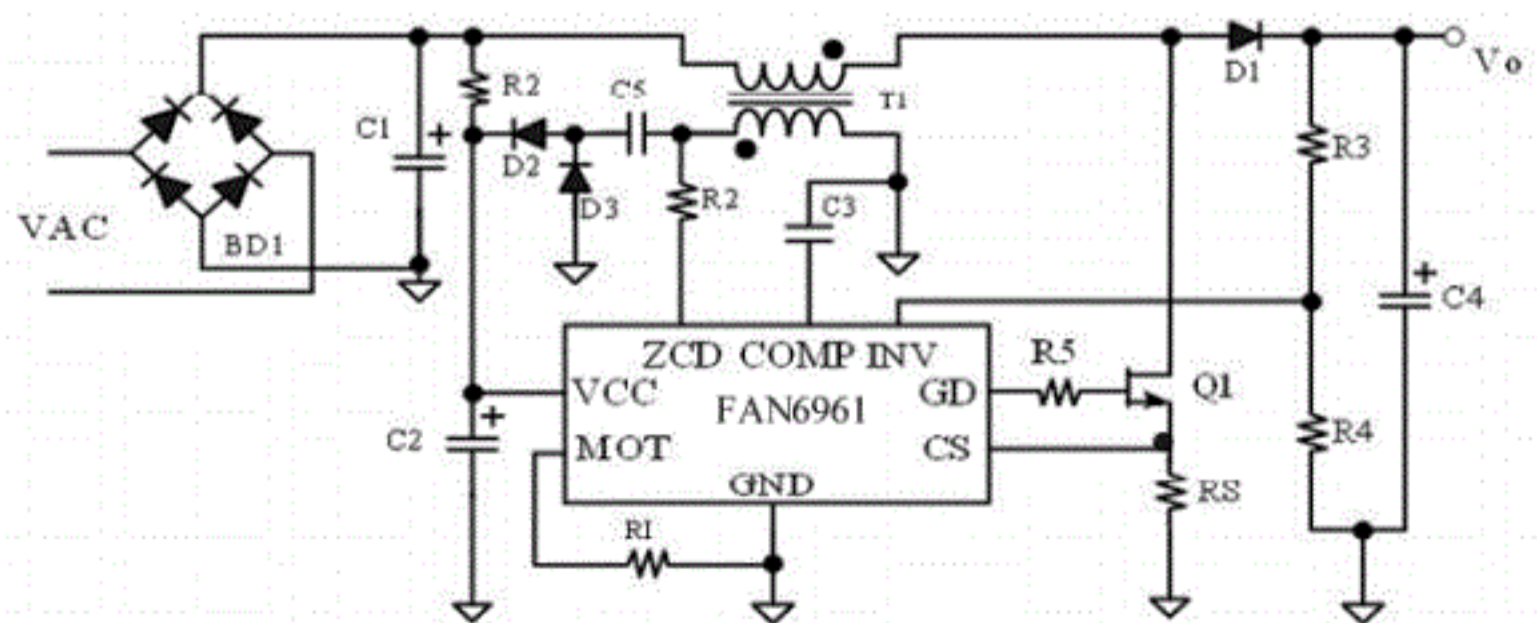 Vo
D1
T1
R2
C5
C1
+
D2
R3
D3
R2
C3
VAC
BD1
+
C4
ZCD COMP INV
R5
VCC
GD
Q1
FAN6961
+
C2
MOT
CS
R4
GND
RS
R1